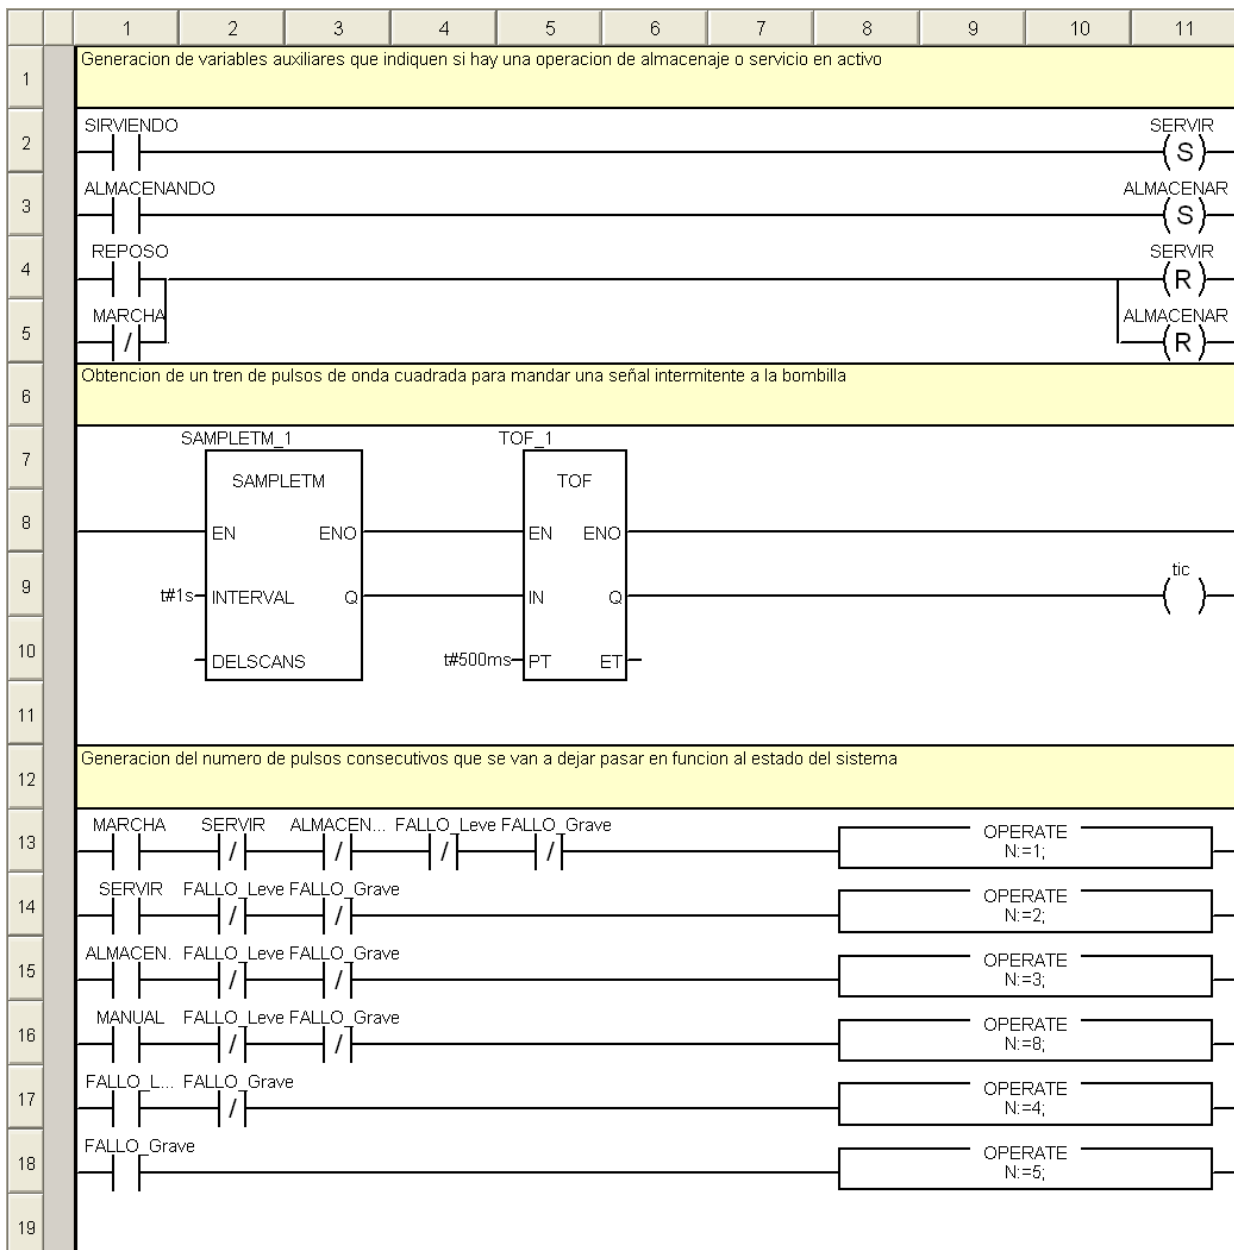 1 2 3 4 5 6 7 8 9 10 11
1
Generacion de variables auxiliares que indiquen si hay una operacion de almacenaje o servicio en activo
SIRVIENDO SERVIR
2
S
ALMACENANDO ALMACENAR
3
S
REPOSO SERVIR
4
R
MARCHA ALMACENAR
5
/ R
Obtencion de un tren de pulsos de onda cuadrada para mandar una señal intermitente a la bombilla
6
SAMPLETM_1 TOF_1
7
SAMPLETM TOF
8
EN ENO EN ENO
tic
9
t#1s INTERVAL Q IN Q
10
DELSCANS t#500ms PT ET
11
Generacion del numero de pulsos consecutivos que se van a dejar pasar en funcion al estado del sistema
12
MARCHA SERVIR ALMACEN... FALLO_Leve FALLO_Grave OPERATE
13
/ / / / N:=1;
SERVIR FALLO_Leve FALLO_Grave OPERATE
14
/ / N:=2;
ALMACEN. FALLO_Leve FALLO_Grave OPERATE
15
/ / N:=3;
MANUAL FALLO_Leve FALLO_Grave OPERATE
16
/ / N:=8;
FALLO_L... FALLO_Grave OPERATE
17
/ N:=4;
FALLO_Grave OPERATE
18
N:=5;
19